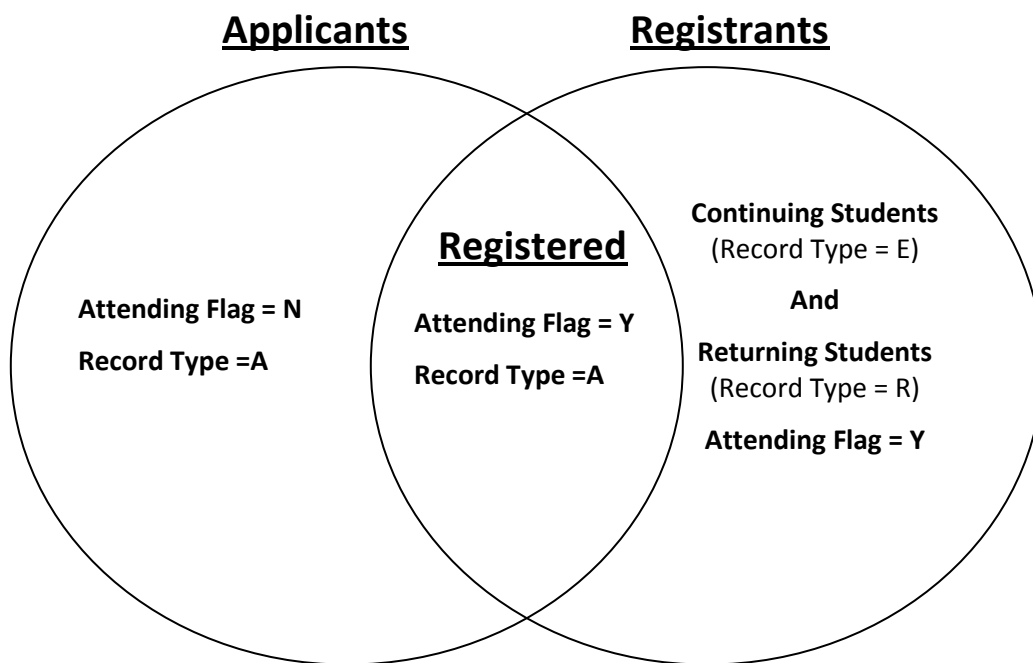 Applicants
Registrants
Attending Flag = N
Record Type =A
Registered
Attending Flag = Y
Record Type =A
Continuing Students
(Record Type = E)
And
Returning Students
(Record Type = R)
Attending Flag = Y